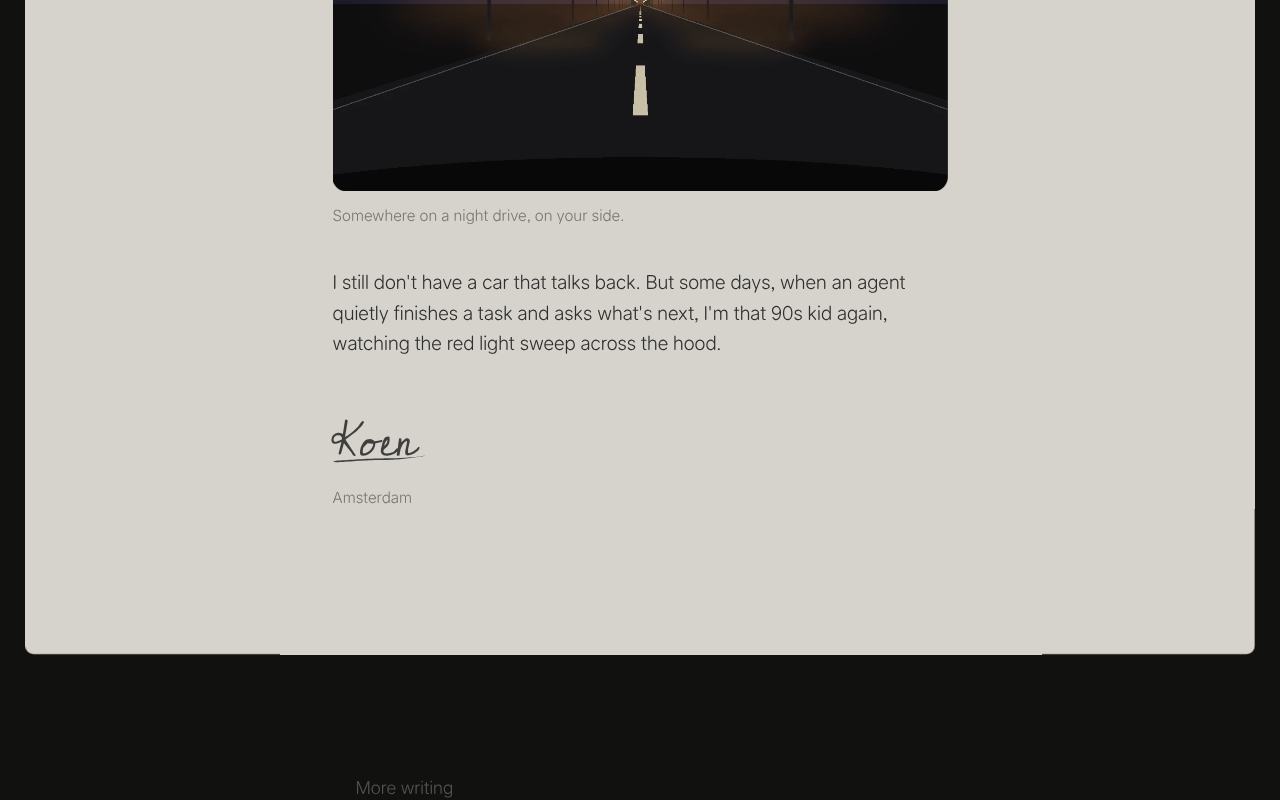 Somewhere on a night drive, on your side.
I still don't have a car that talks back. But some days, when an agent
quietly finishes a task and asks what's next, I'm that 90s kid again,
watching the red light sweep across the hood.
Koen
Amsterdam
More writing